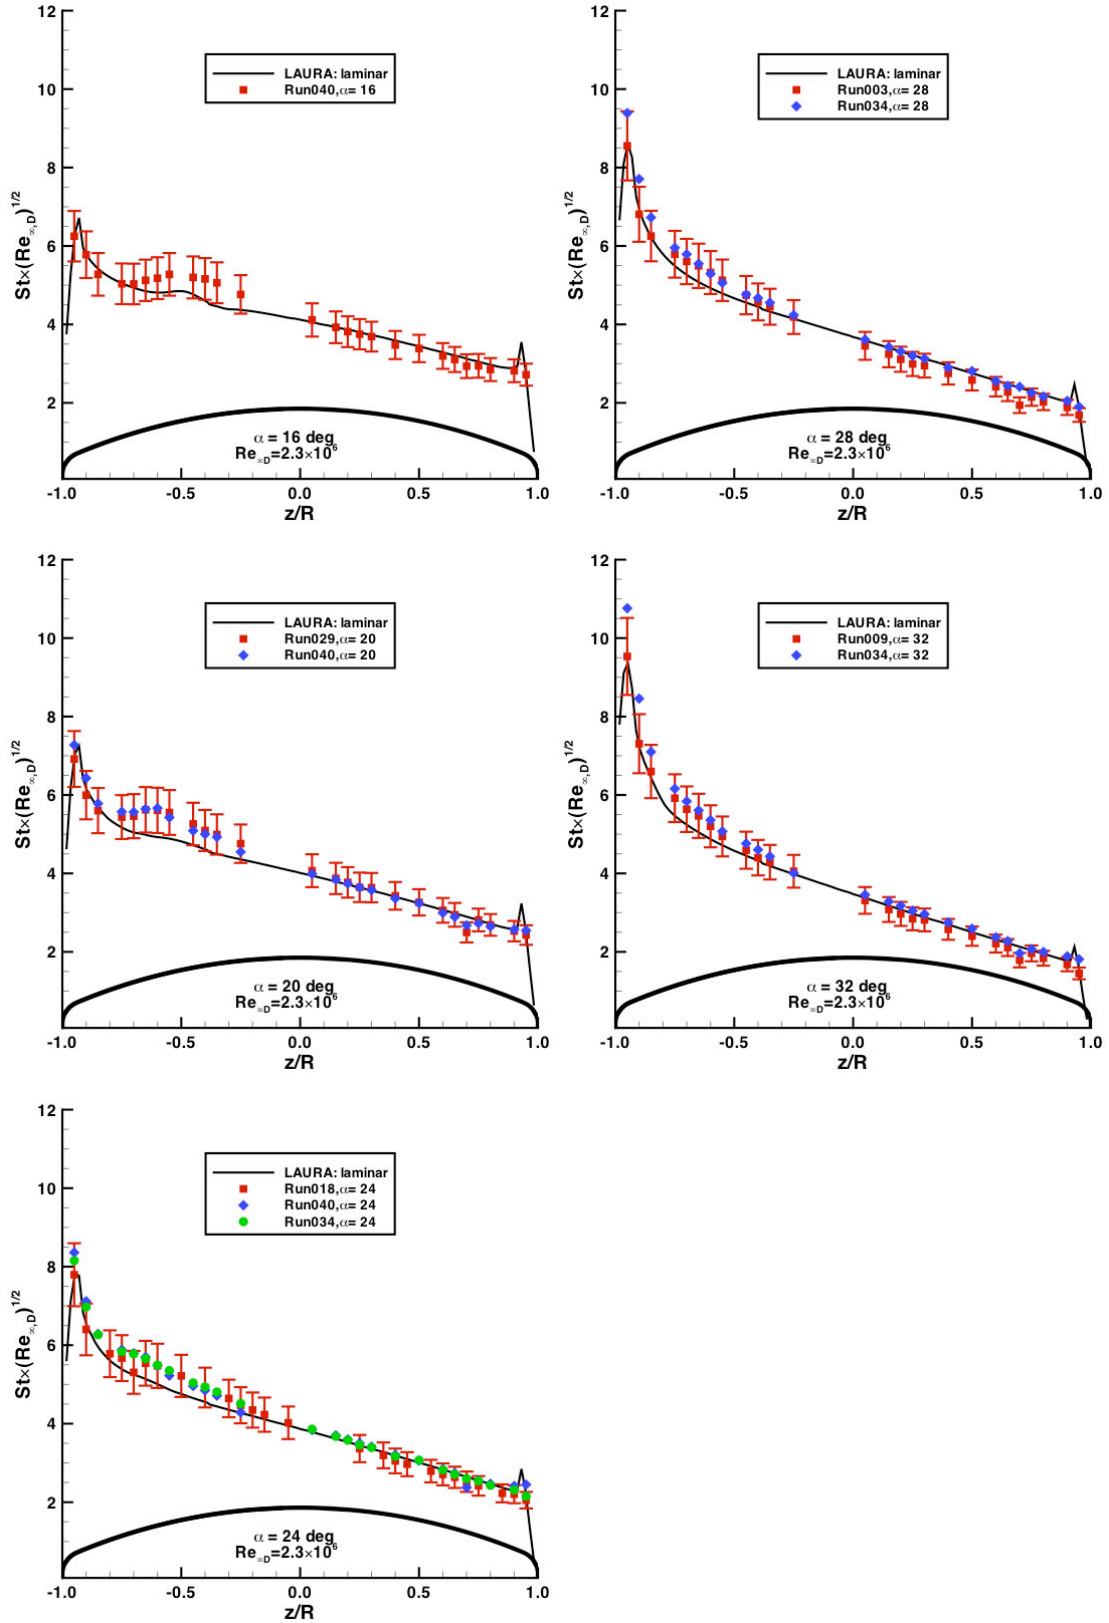 12
10
8
6
4
2
St×(Re∞,D)1/2
LAURA: laminar
Run040,α= 16
α = 16 deg
Re∞D=2.3×106
-1.0 -0.5 0.0 0.5 1.0
z/R
12
10
8
6
4
2
St×(Re∞,D)1/2
LAURA: laminar
Run003,α= 28
Run034,α= 28
α = 28 deg
Re∞D=2.3×106
-1.0 -0.5 0.0 0.5 1.0
z/R
12
10
8
6
4
2
St×(Re∞,D)1/2
LAURA: laminar
Run029,α= 20
Run040,α= 20
α = 20 deg
Re∞D=2.3×106
-1.0 -0.5 0.0 0.5 1.0
z/R
12
10
8
6
4
2
St×(Re∞,D)1/2
LAURA: laminar
Run009,α= 32
Run034,α= 32
α = 32 deg
Re∞D=2.3×106
-1.0 -0.5 0.0 0.5 1.0
z/R
12
10
8
6
4
2
St×(Re∞,D)1/2
LAURA: laminar
Run018,α= 24
Run040,α= 24
Run034,α= 24
α = 24 deg
Re∞D=2.3×106
-1.0 -0.5 0.0 0.5 1.0
z/R